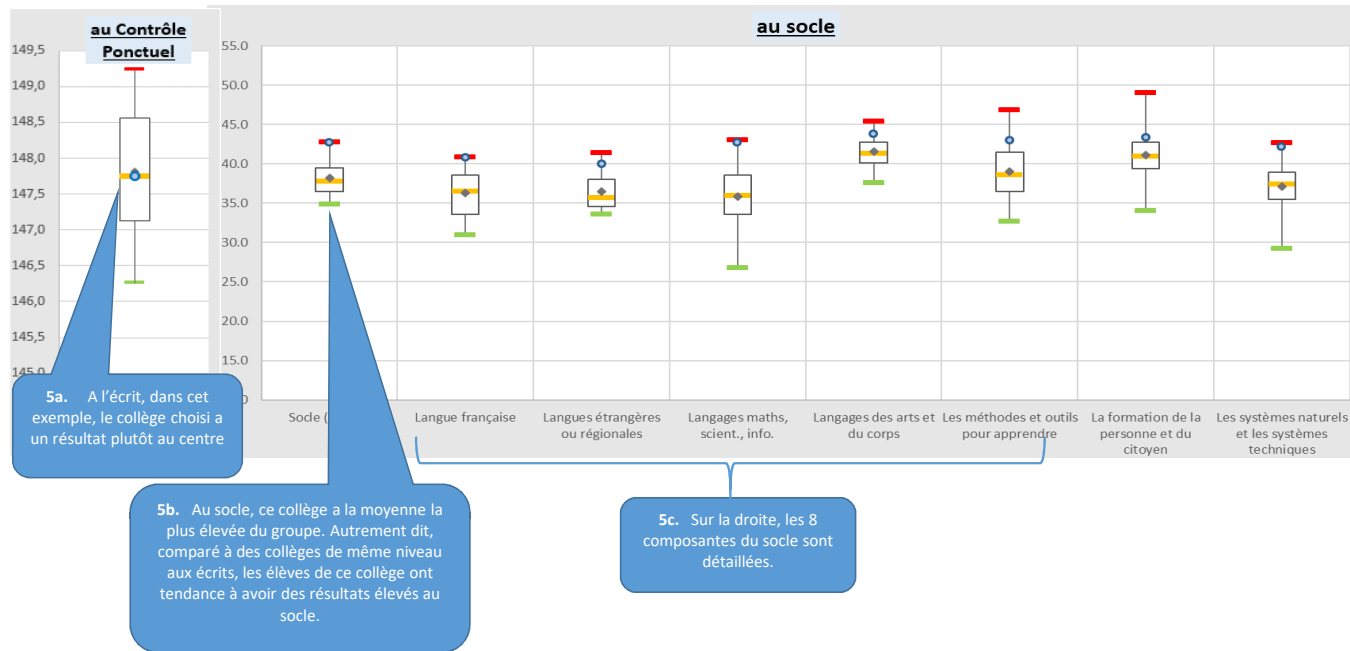 au Contrôle
Ponctuel
au socle
149,5
149,0
148,5
148,0
147,5
147,0
146,5
146,0
145,5
145,0
55.0
50.0
45.0
40.0
35.0
30.0
25.0
20.0
15.0
.0
5a. A l'écrit, dans cet
exemple, le collège choisi a
un résultat plutôt au centre
Socle (
Langue française
Langues étrangères
ou régionales
Langages maths,
scient., info.
Langages des arts et
du corps
Les méthodes et outils
pour apprendre
La formation de la
personne et du
citoyen
Les systèmes naturels
et les systèmes
techniques
5b. Au socle, ce collège a la moyenne la
plus élevée du groupe. Autrement dit,
comparé à des collèges de même niveau
aux écrits, les élèves de ce collège ont
tendance à avoir des résultats élevés au
socle.
5c. Sur la droite, les 8
composantes du socle sont
détaillées.